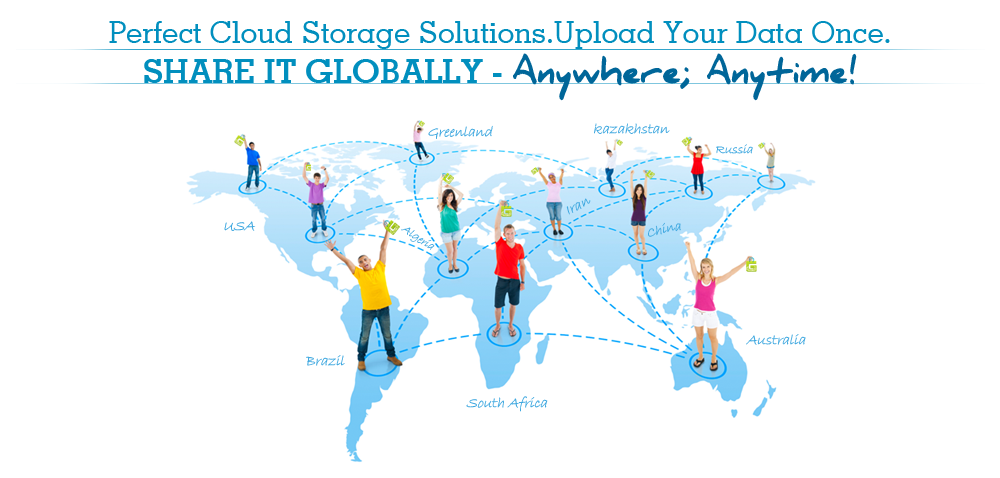 Perfect Cloud Storage Solutions.Upload Your Data Once.
SHARE IT GLOBALLY - Anywhere; Anytime!
Greenland
kazakhstan
Russia
Iran
USA
Algeria
China
Australia
Brazil
South Africa